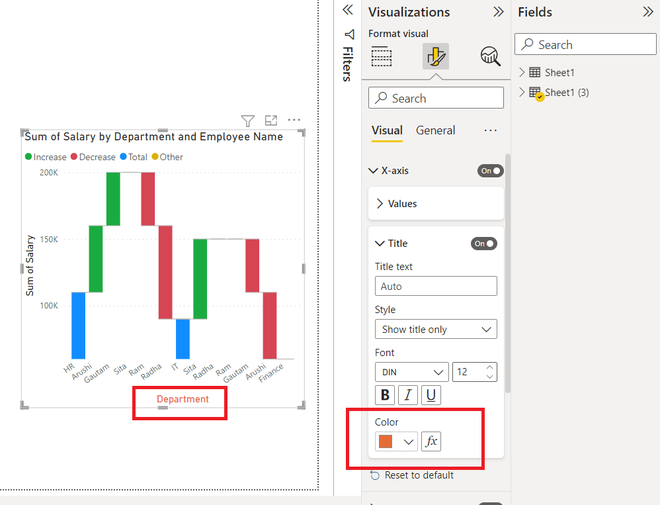 Visualizations
Fields
Format visual
Filters
Search
Search
Sheet1
Sheet1 (3)
Visual
General
X-axis
On
Values
Title
On
Title text
Auto
Style
Show title only
Font
DIN
12
B
I
U
Color
fx
Reset to default
Sum of Salary by Department and Employee Name
Increase
Decrease
Total
Other
Sum of Salary
200K
150K
100K
HR
Arushi
Gautam
Sita
Ram
Radha
IT
Sita
Radha
Ram
Gautam
Arushi
Finance
Department